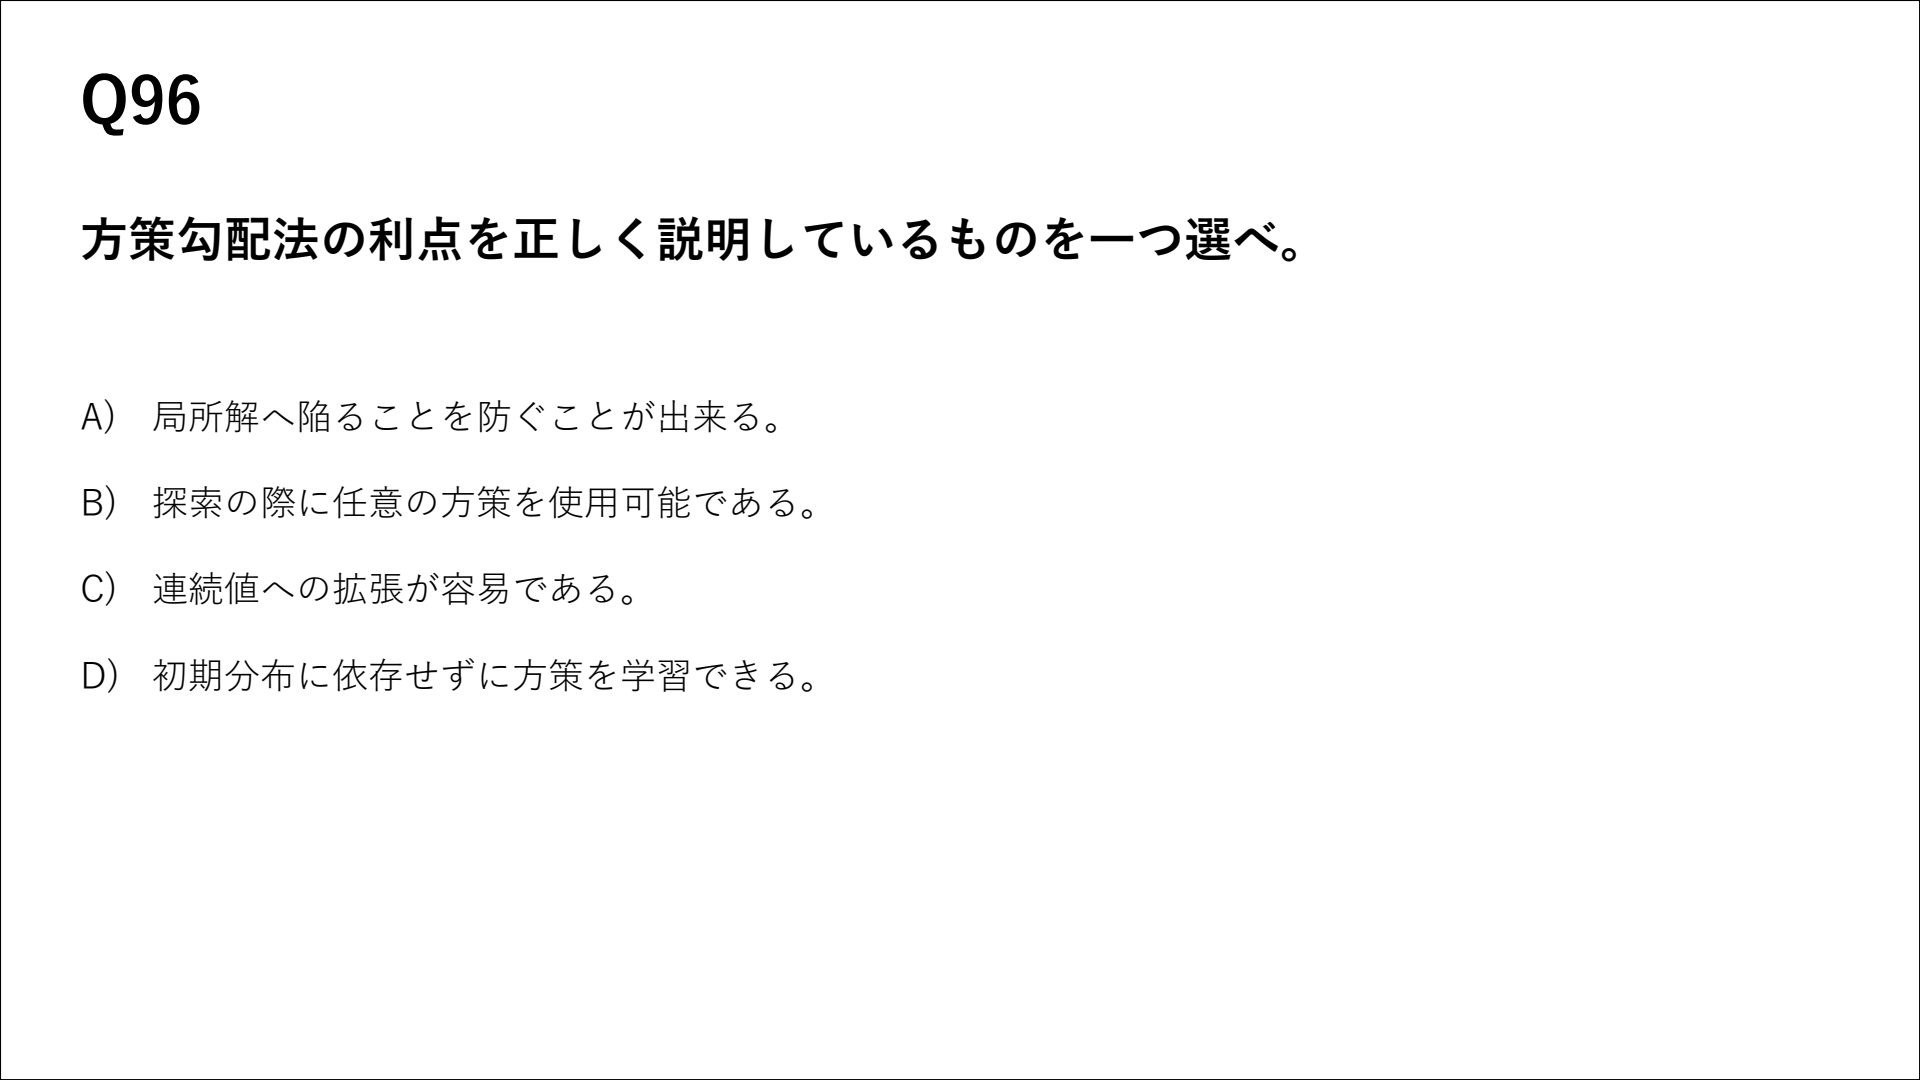 Q96
方策勾配法の利点を正しく説明しているものを一つ選べ。
A) 局所解へ陥ることを防ぐことが出来る。
B) 探索の際に任意の方策を使用可能である。
C) 連続値への拡張が容易である。
D) 初期分布に依存せずに方策を学習できる。